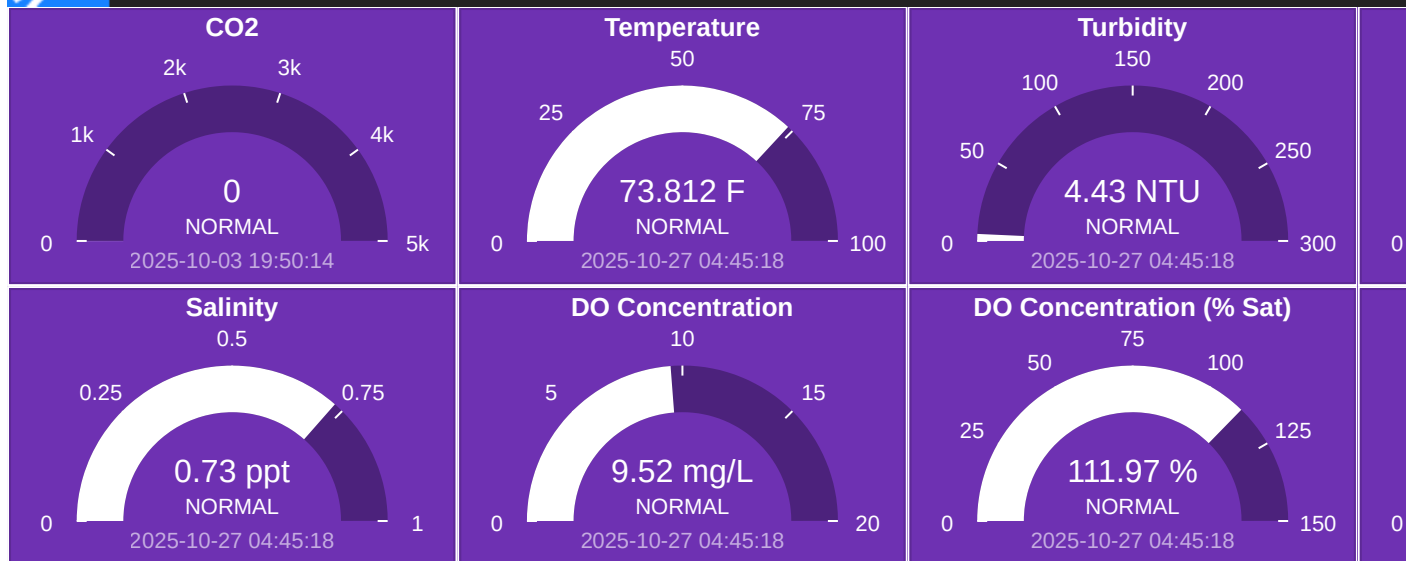 CO2
0
1k
2k
3k
4k
5k
0
NORMAL
2025-10-03 19:50:14
Temperature
0
25
50
75
100
73.812 F
NORMAL
2025-10-27 04:45:18
Turbidity
0
50
100
150
200
250
300
4.43 NTU
NORMAL
2025-10-27 04:45:18
0
Salinity
0
0.25
0.5
0.75
1
0.73 ppt
NORMAL
2025-10-27 04:45:18
DO Concentration
0
5
10
15
20
9.52 mg/L
NORMAL
2025-10-27 04:45:18
DO Concentration (% Sat)
0
25
50
75
100
125
150
111.97 %
NORMAL
2025-10-27 04:45:18
0